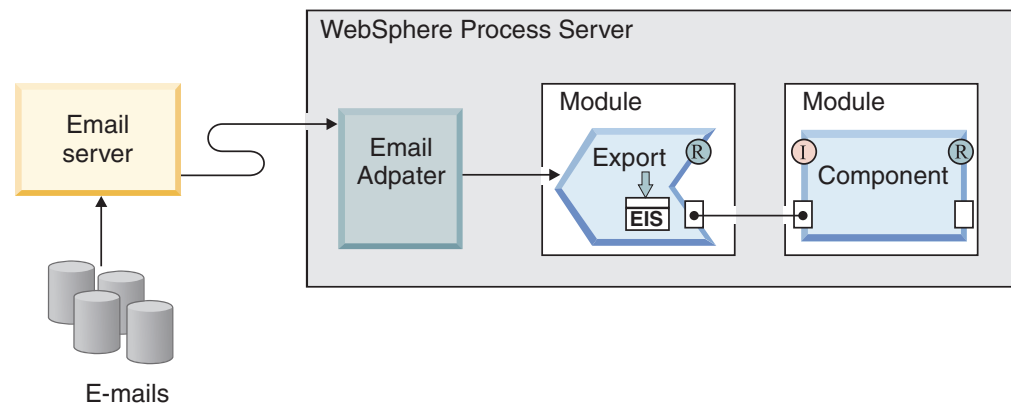 WebSphere Process Server
Email
server
Email
Adpater
Module
Export
R
EIS
Module
I
R
Component
E-mails